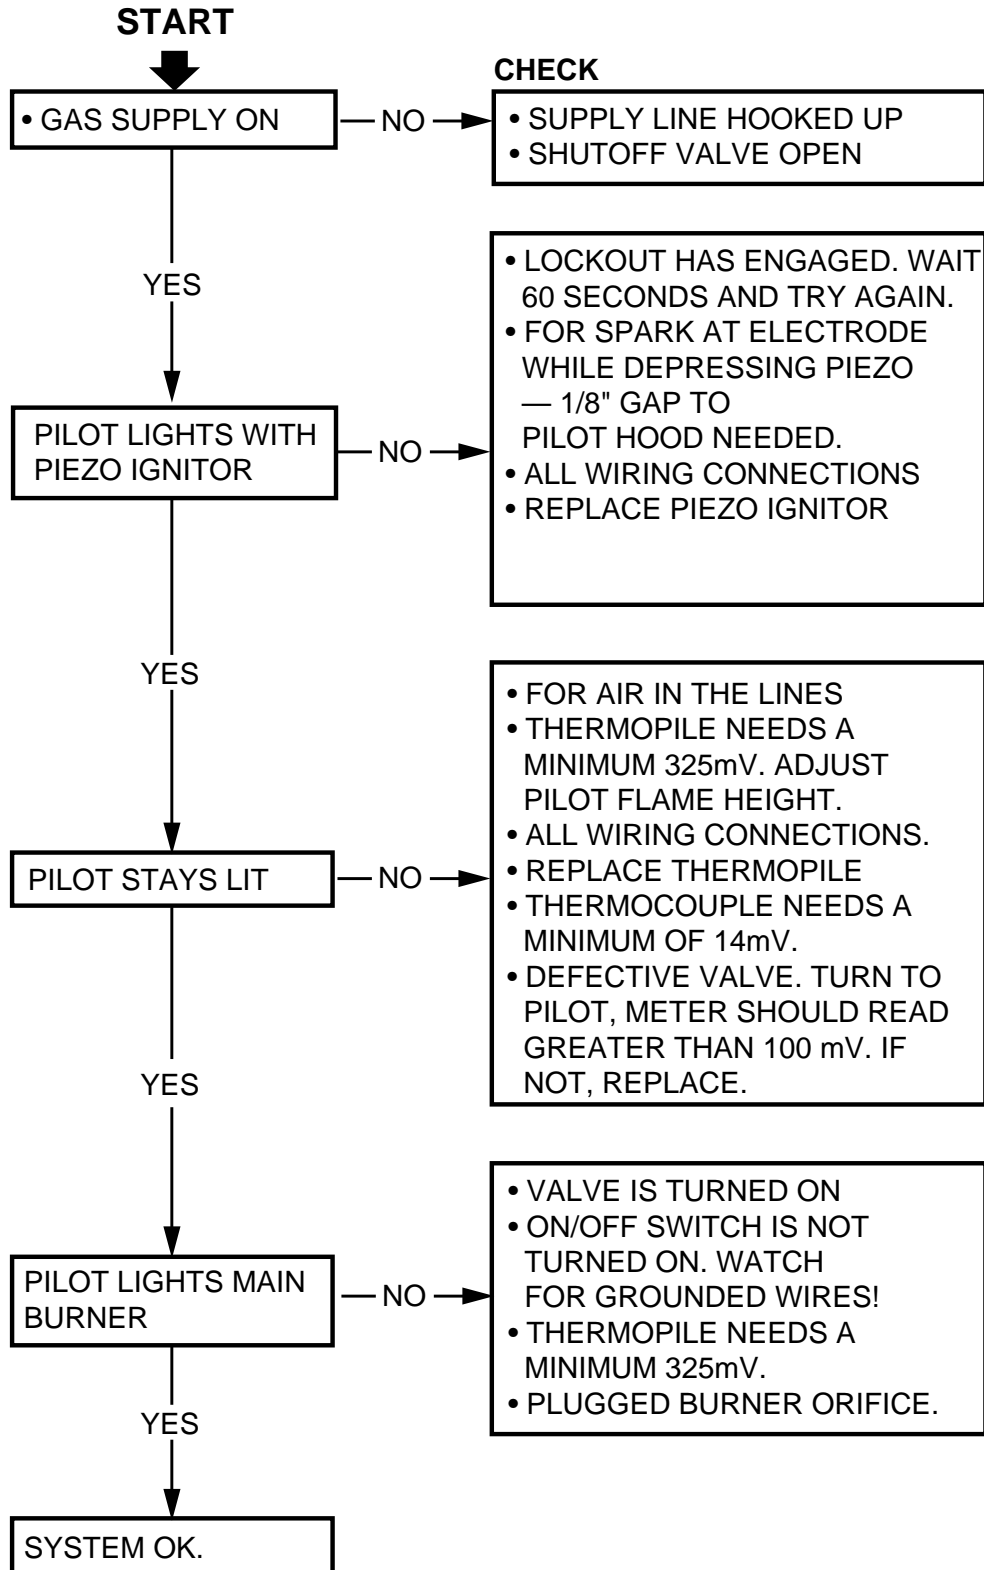 START
CHECK
• GAS SUPPLY ON
NO
• SUPPLY LINE HOOKED UP
• SHUTOFF VALVE OPEN
YES
PILOT LIGHTS WITH
PIEZO IGNITOR
NO
• LOCKOUT HAS ENGAGED. WAIT
60 SECONDS AND TRY AGAIN.
• FOR SPARK AT ELECTRODE
WHILE DEPRESSING PIEZO
— 1/8" GAP TO
PILOT HOOD NEEDED.
• ALL WIRING CONNECTIONS
• REPLACE PIEZO IGNITOR
YES
PILOT STAYS LIT
NO
• FOR AIR IN THE LINES
• THERMOPILE NEEDS A
MINIMUM 325mV. ADJUST
PILOT FLAME HEIGHT.
• ALL WIRING CONNECTIONS.
• REPLACE THERMOPILE
• THERMOCOUPLE NEEDS A
MINIMUM OF 14mV.
• DEFECTIVE VALVE. TURN TO
PILOT, METER SHOULD READ
GREATER THAN 100 mV. IF
NOT, REPLACE.
YES
PILOT LIGHTS MAIN
BURNER
NO
• VALVE IS TURNED ON
• ON/OFF SWITCH IS NOT
TURNED ON. WATCH
FOR GROUNDED WIRES!
• THERMOPILE NEEDS A
MINIMUM 325mV.
• PLUGGED BURNER ORIFICE.
YES
SYSTEM OK.